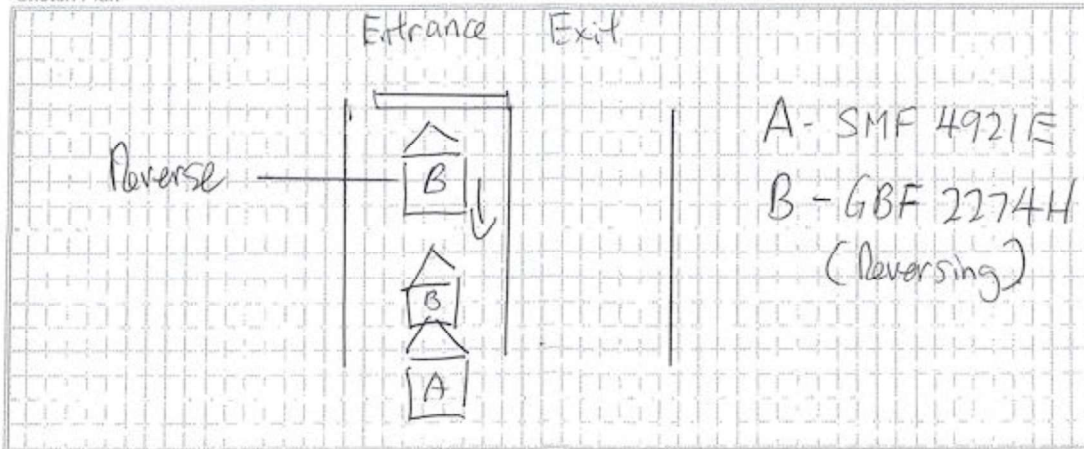 Entrance Exit
A - SMF 4921E
B
Reverse
B - GBF 2274H
(Reversing)
B
A